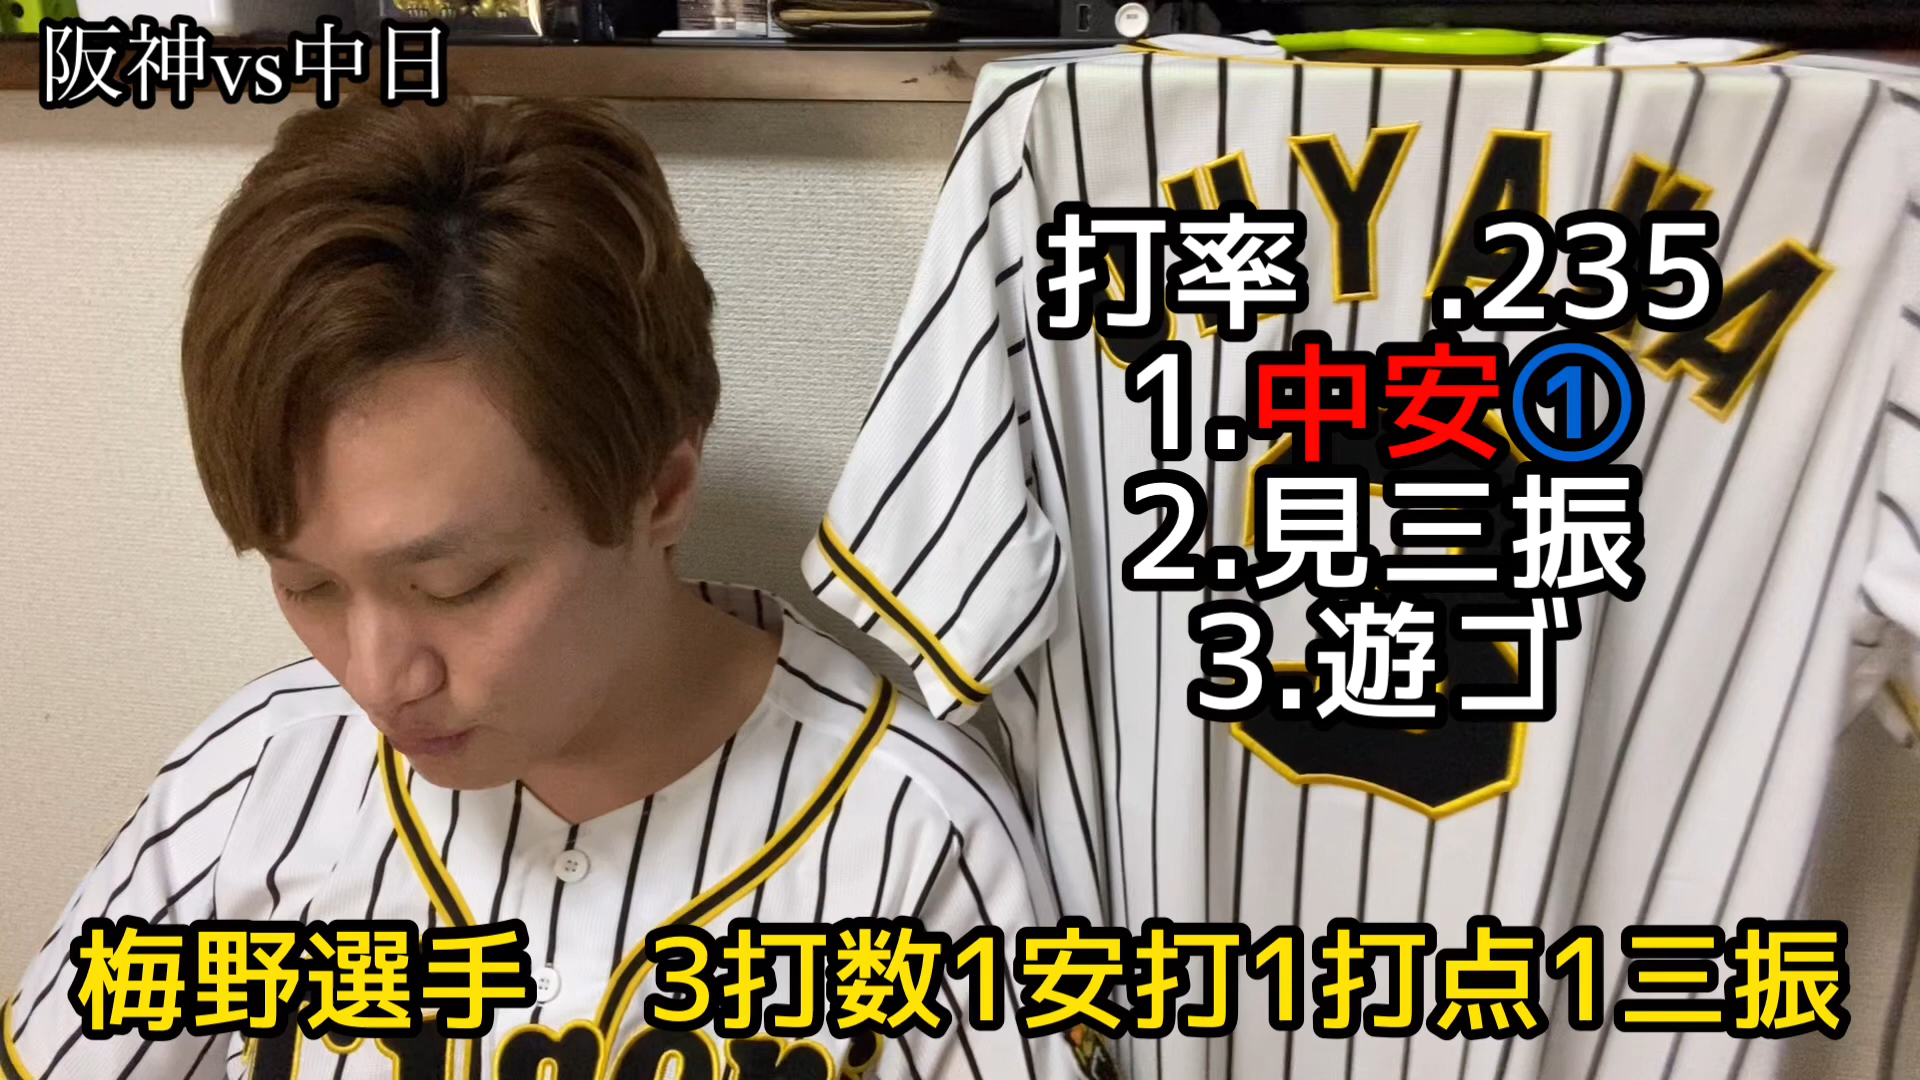 阪神vs中日
打率 .235
1.中安①
2.見三振
3.遊ゴ
梅野選手 3打数1安打1打点1三振
Tigers